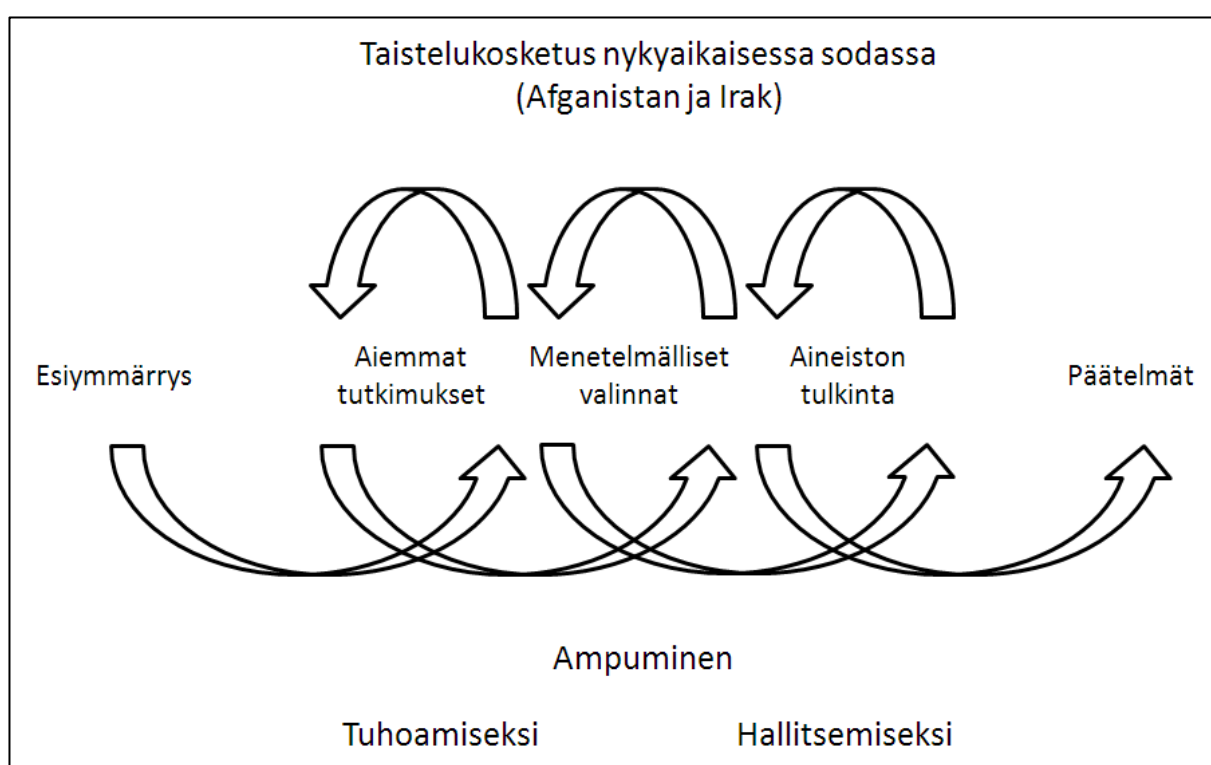 Taistelukosketus nykyaikaisessa sodassa
(Afganistan ja Irak)
Esiymmärrys
Aiemmat
tutkimukset
Menetelmälliset
valinnat
Aineiston
tulkinta
Päätelmät
Ampuminen
Tuhoamiseksi
Hallitsemiseksi